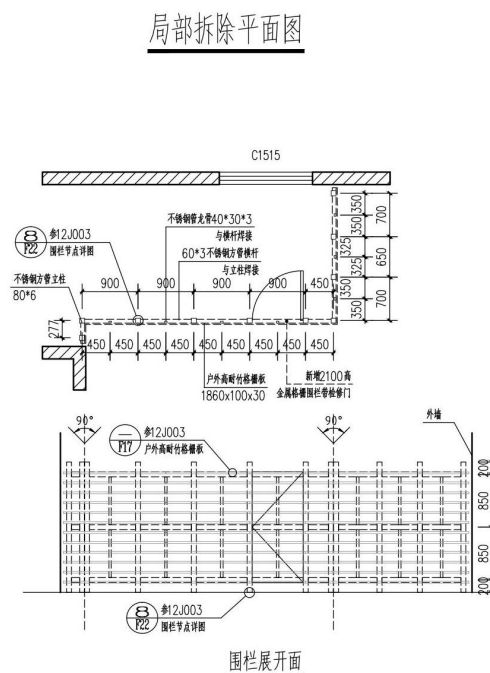 局部拆除平面图
C1515
不锈钢管龙骨40*30*3
与横杆焊接
8
F22
参12J003
围栏节点详图
60*3不锈钢方管横杆
与立柱焊接
不锈钢方管立柱
80*6
900 900 900 900 450
350
350
325
325
350
350
700
650
700
277
450 450 450 450 450 450 450 450 450
户外高耐竹格栅板
1860x100x30
新增2100高
金属格栅围栏带检修门
90°
—
F17
参12J003
户外高耐竹格栅板
90°
外墙
200
850
850
200
8
F22
参12J003
围栏节点详图
围栏展开面